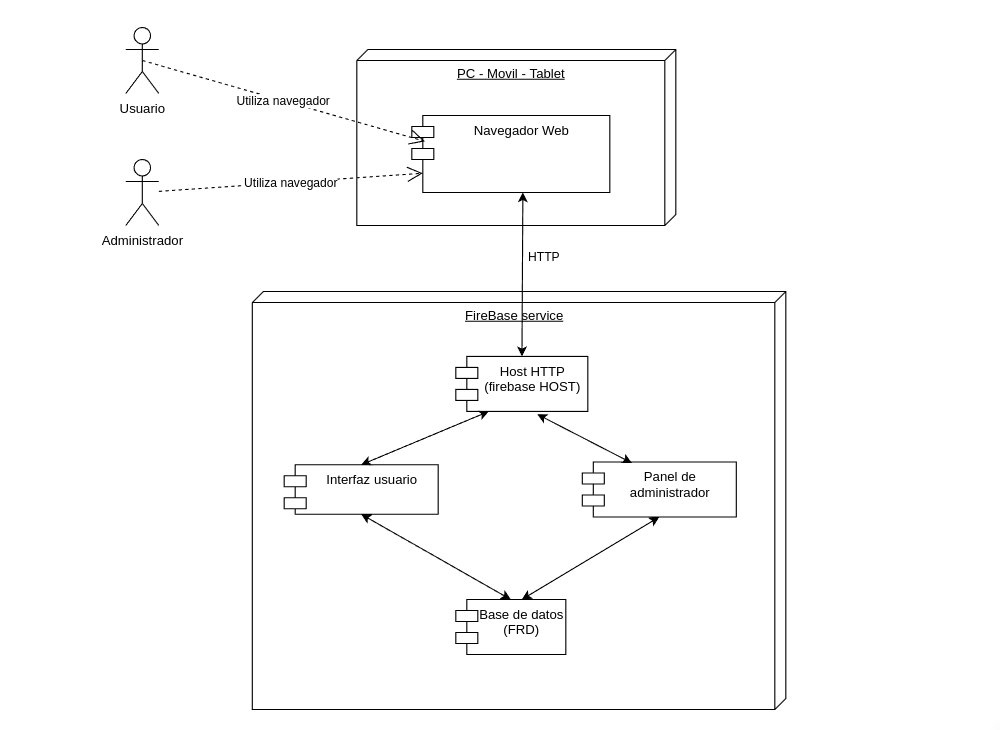 Usuario
Utiliza navegador
Administrador
Utiliza navegador
PC - Movil - Tablet
Navegador Web
HTTP
FireBase service
Host HTTP
(firebase HOST)
Interfaz usuario
Panel de
administrador
Base de datos
(FRD)